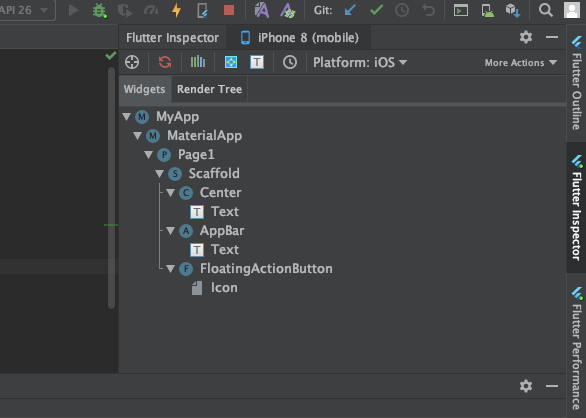 API 26
Git:
Flutter Inspector
iPhone 8 (mobile)
Platform: iOS
More Actions
Widgets
Render Tree
M MyApp
M MaterialApp
P Page1
S Scaffold
C Center
T Text
A AppBar
T Text
F FloatingActionButton
Icon
Flutter Outline
Flutter Inspector
Flutter Performance